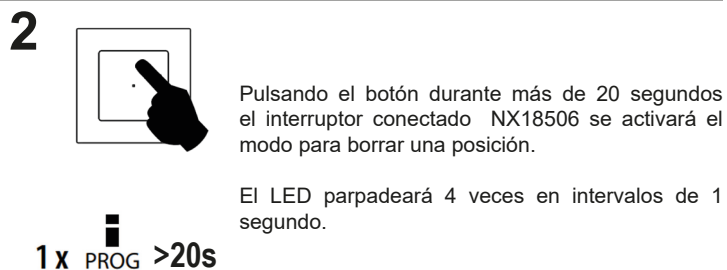 2
Pulsando el botón durante más de 20 segundos
el interruptor conectado NX18506 se activará el
modo para borrar una posición.
El LED parpadeará 4 veces en intervalos de 1
segundo.
1 x PROG >20s